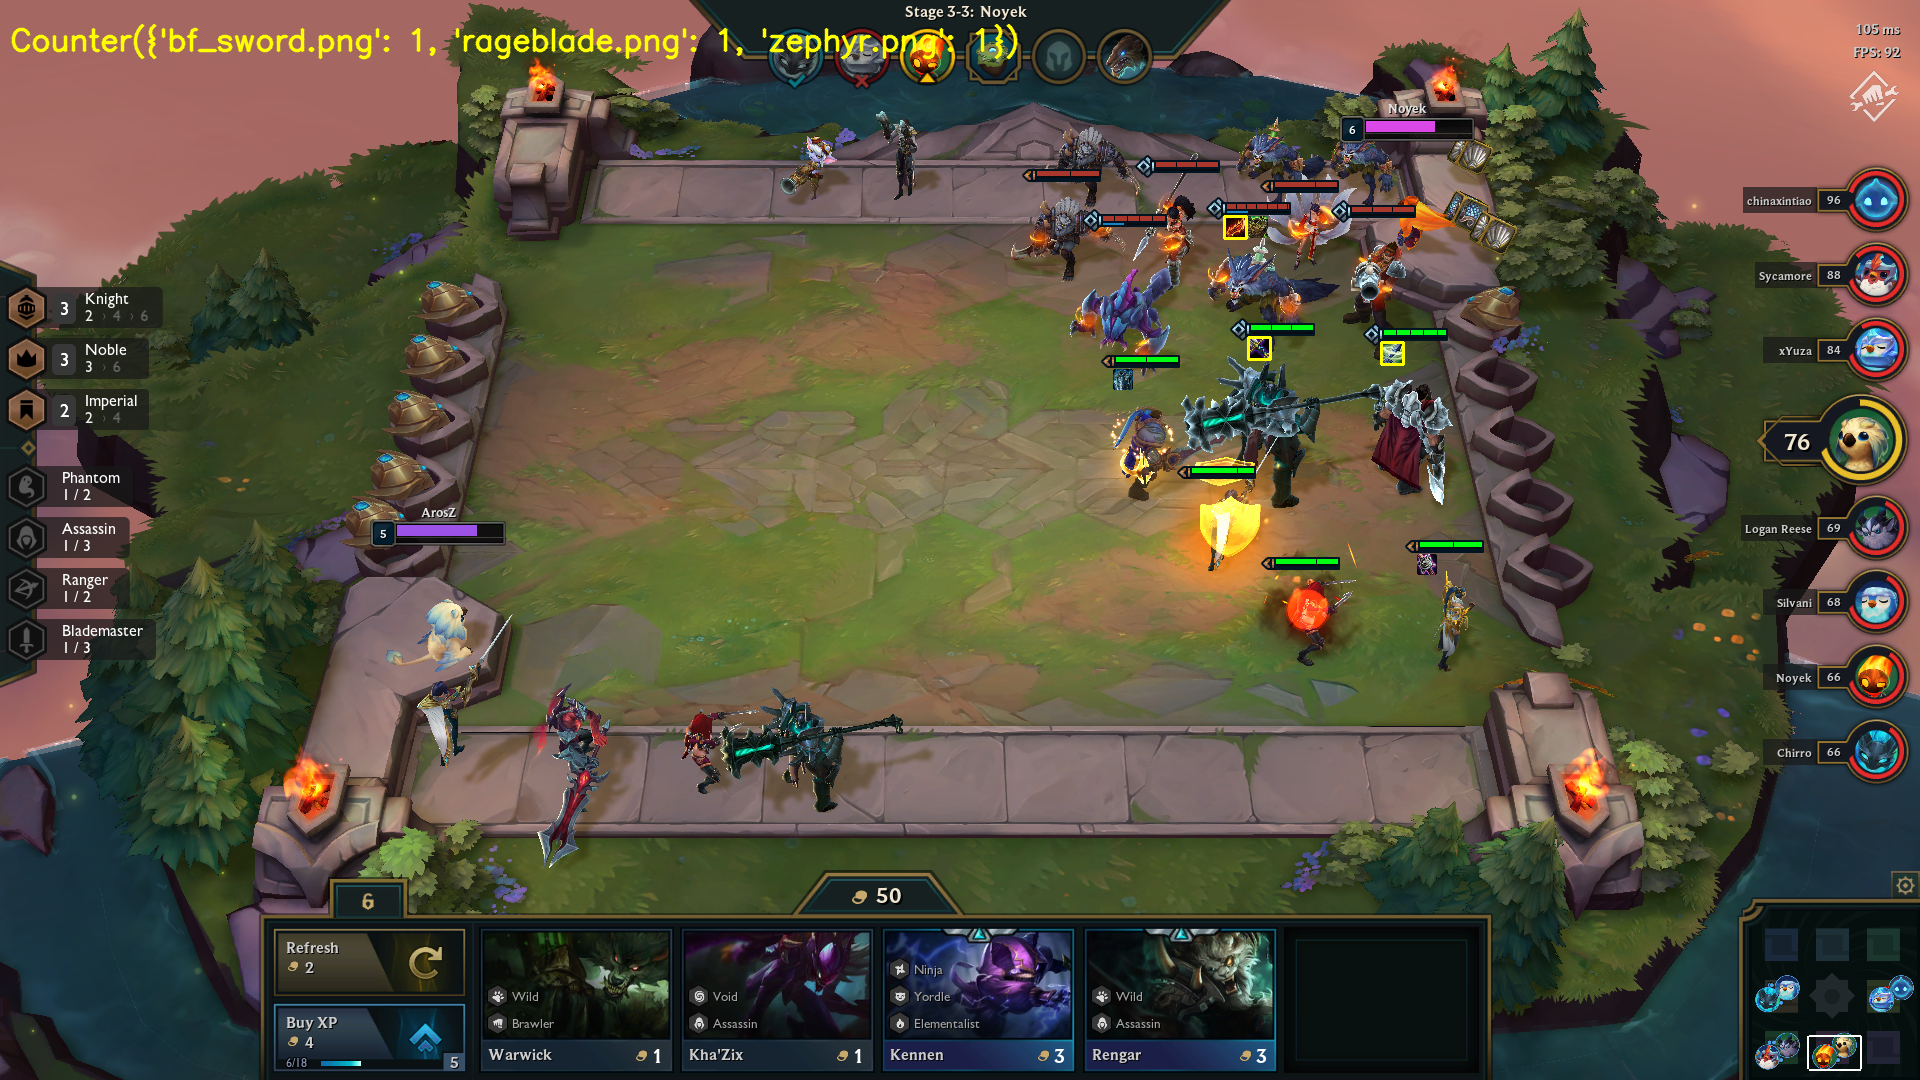 Stage 3-3: Noyek
Counter({'bf_sword.png': 1, 'rageblade.png': 1, 'zephyr.png': 1})
105 ms
FPS: 92
Noyek
6
chinaxintiao 96
Sycamore 88
xYuza 84
76
Logan Reese 69
Silvani 68
Noyek 66
Chirro 66
3 Knight
2 › 4 › 6
3 Noble
3 › 6
2 Imperial
2 › 4
Phantom
1 / 2
Assassin
1 / 3
Ranger
1 / 2
Blademaster
1 / 3
ArosZ
5
6
50
Refresh
2
Buy XP
4
6/18
5
Wild
Brawler
Warwick 1
Void
Assassin
Kha'Zix 1
Ninja
Yordle
Elementalist
Kennen 3
Wild
Assassin
Rengar 3